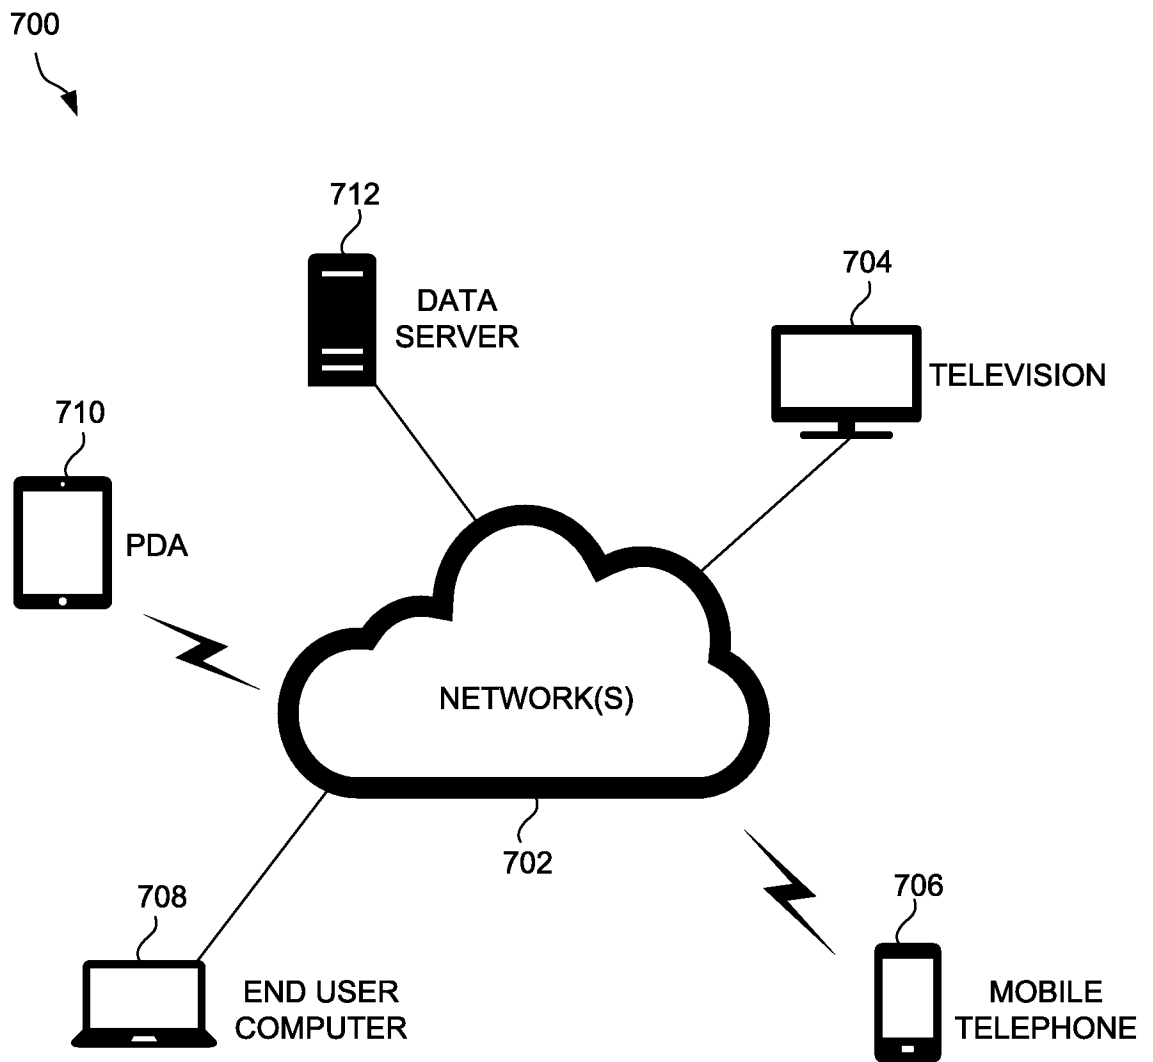 700
712
DATA
SERVER
704
TELEVISION
710
PDA
NETWORK(S)
702
708
END USER
COMPUTER
706
MOBILE
TELEPHONE